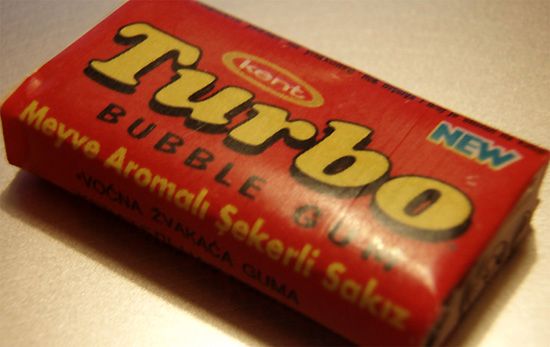 kent
Turbo
NEW
BUBBLE GUM
Meyve Aromalı Şekerli Sakız
VOĆNA ŽVAKAĆA GUMA